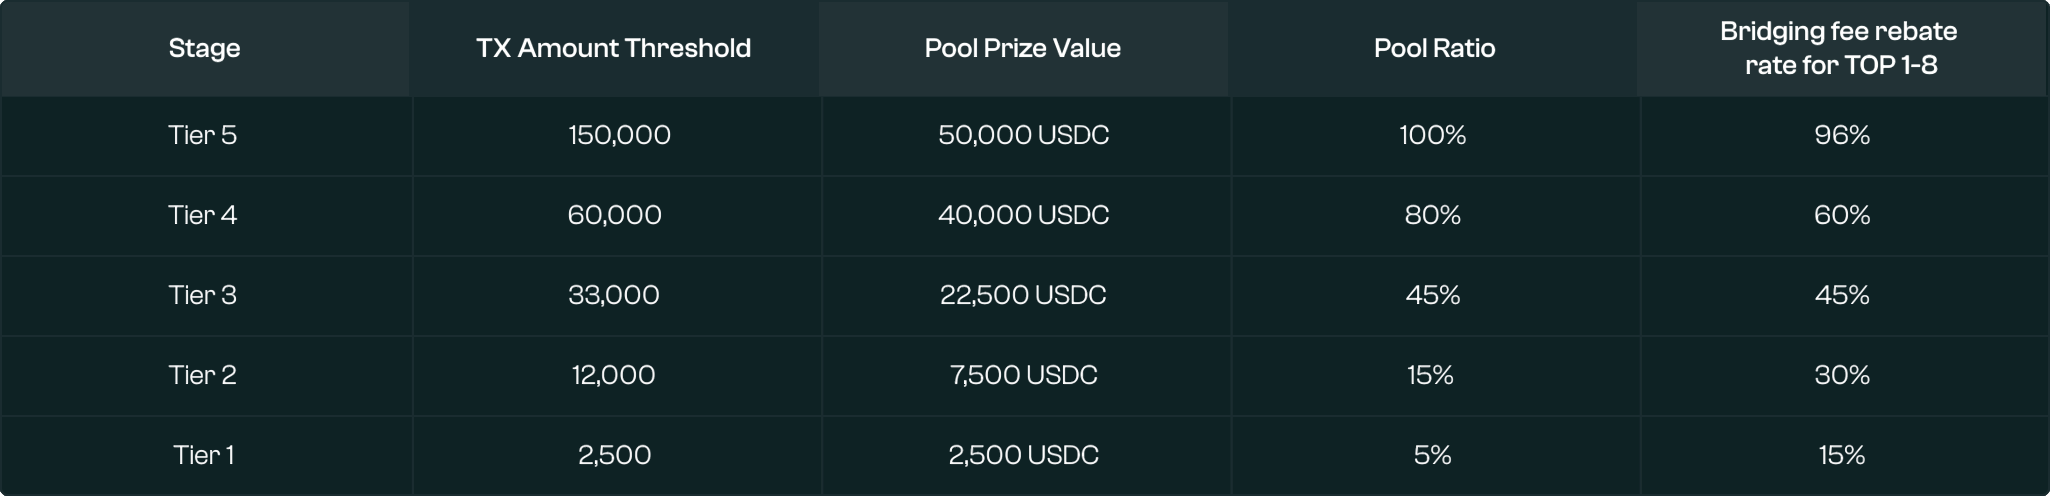 Stage TX Amount Threshold Pool Prize Value Pool Ratio Bridging fee rebate
rate for TOP 1-8
Tier 5 150,000 50,000 USDC 100% 96%
Tier 4 60,000 40,000 USDC 80% 60%
Tier 3 33,000 22,500 USDC 45% 45%
Tier 2 12,000 7,500 USDC 15% 30%
Tier 1 2,500 2,500 USDC 5% 15%